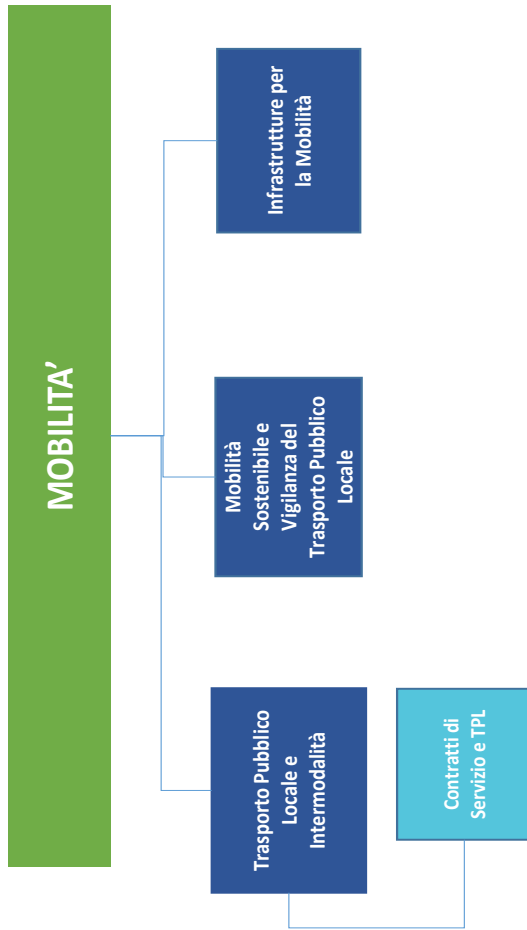 MOBILITA'
Trasporto Pubblico
Locale e
Intermodalità
Mobilità
Sostenibile e
Vigilanza del
Trasporto Pubblico
Locale
Infrastrutture per
la Mobilità
Contratti di
Servizio e TPL